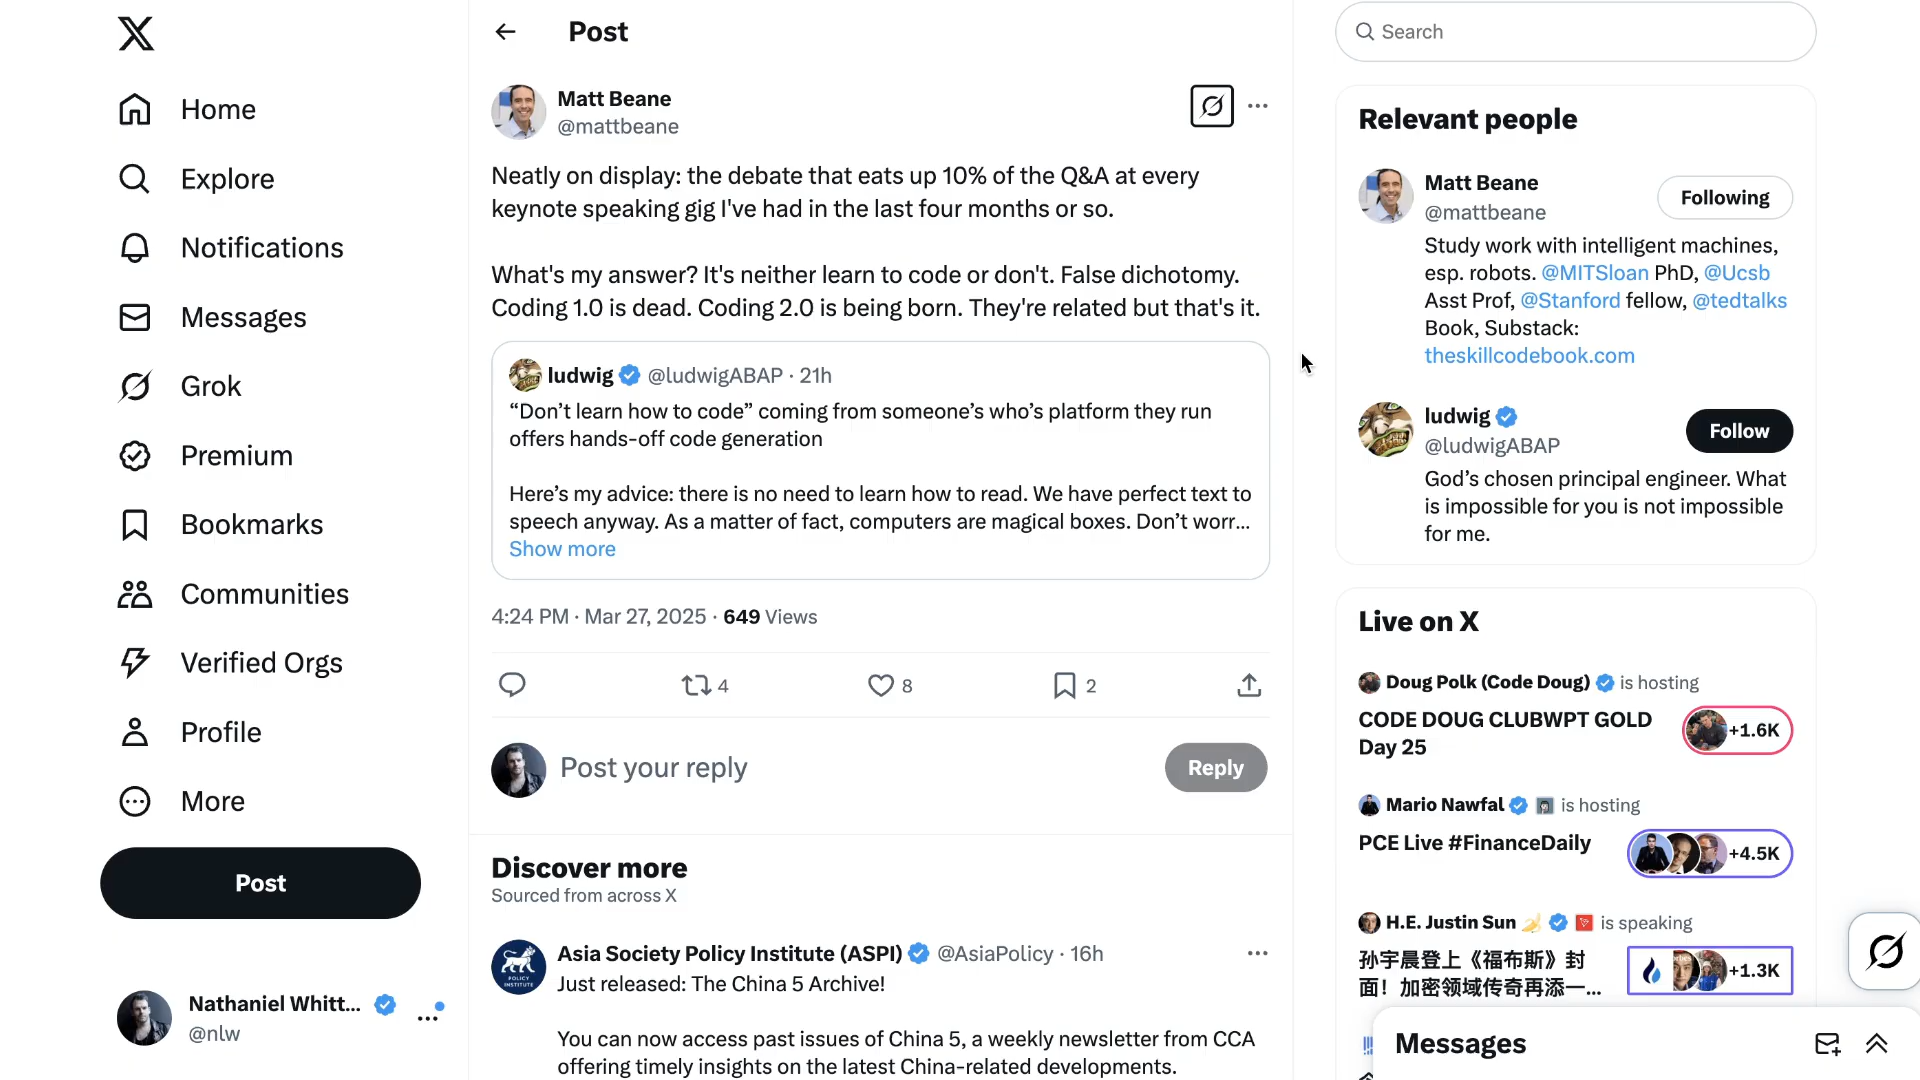 Home
Explore
Notifications
Messages
Grok
Premium
Bookmarks
Communities
Verified Orgs
Profile
More
Post
Nathaniel Whitt...
@nlw
Post
Matt Beane
@mattbeane
Neatly on display: the debate that eats up 10% of the Q&A at every
keynote speaking gig I've had in the last four months or so.
What's my answer? It's neither learn to code or don't. False dichotomy.
Coding 1.0 is dead. Coding 2.0 is being born. They're related but that's it.
ludwig @ludwigABAP · 21h
“Don’t learn how to code” coming from someone’s who’s platform they run
offers hands-off code generation
Here’s my advice: there is no need to learn how to read. We have perfect text to
speech anyway. As a matter of fact, computers are magical boxes. Don’t worr...
Show more
4:24 PM · Mar 27, 2025 · 649 Views
4 8 2
Post your reply
Reply
Discover more
Sourced from across X
Asia Society Policy Institute (ASPI) @AsiaPolicy · 16h
Just released: The China 5 Archive!
You can now access past issues of China 5, a weekly newsletter from CCA
offering timely insights on the latest China-related developments.
POLICY
INSTITUTE
Search
Relevant people
Matt Beane
@mattbeane
Following
Study work with intelligent machines,
esp. robots. @MITSloan PhD, @Ucsb
Asst Prof, @Stanford fellow, @tedtalks
Book, Substack:
theskillcodebook.com
ludwig
@ludwigABAP
Follow
God’s chosen principal engineer. What
is impossible for you is not impossible
for me.
Live on X
Doug Polk (Code Doug) is hosting
CODE DOUG CLUBWPT GOLD
Day 25
+1.6K
Mario Nawfal is hosting
PCE Live #FinanceDaily
+4.5K
H.E. Justin Sun 🍌 is speaking
孙宇晨登上《福布斯》封
面！加密领域传奇再添一...
+1.3K
Messages